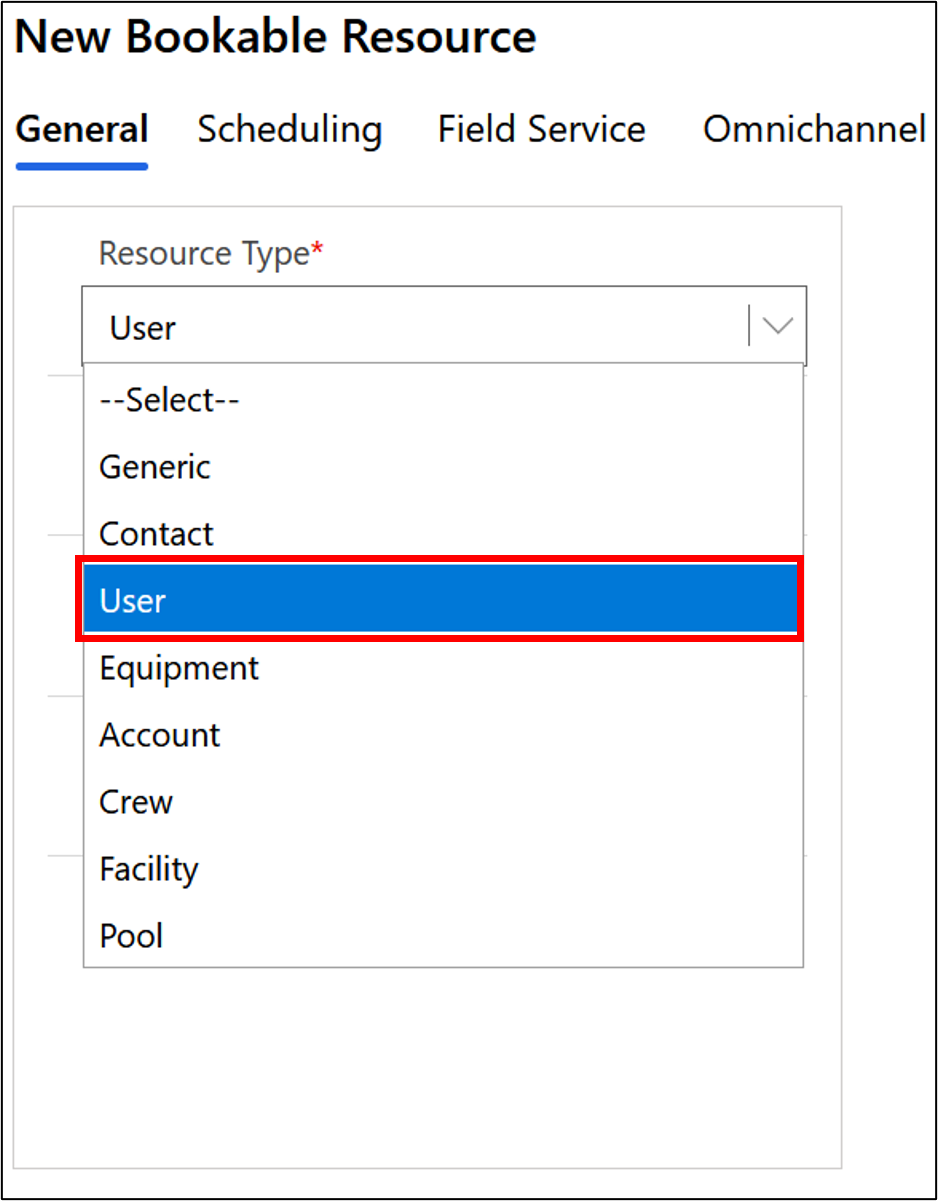 New Bookable Resource
General Scheduling Field Service Omnichannel
Resource Type*
User
--Select--
Generic
Contact
User
Equipment
Account
Crew
Facility
Pool